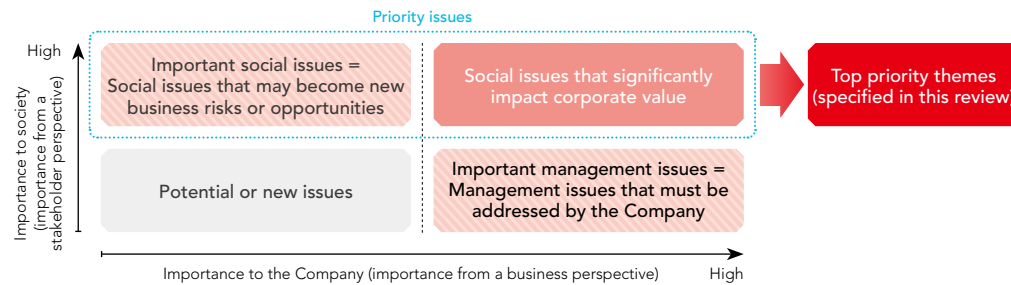 Priority issues
High
Important social issues =
Social issues that may become new
business risks or opportunities
Social issues that significantly
impact corporate value
Top priority themes
(specified in this review)
Importance to society
(importance from a
stakeholder perspective)
Potential or new issues
Important management issues =
Management issues that must be
addressed by the Company
Importance to the Company (importance from a business perspective)
High